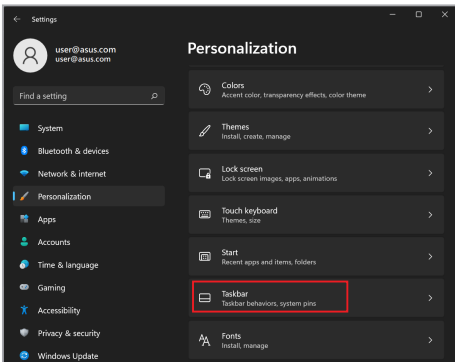 Settings
user@asus.com
user@asus.com
Find a setting
System
Bluetooth & devices
Network & internet
Personalization
Apps
Accounts
Time & language
Gaming
Accessibility
Privacy & security
Windows Update
Personalization
Colors
Accent color, transparency effects, color theme
Themes
Install, create, manage
Lock screen
Lock screen images, apps, animations
Touch keyboard
Themes, size
Start
Recent apps and items, folders
Taskbar
Taskbar behaviors, system pins
Fonts
Install, manage